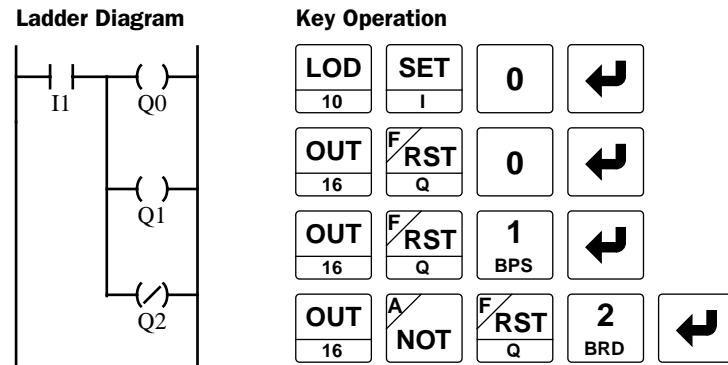 Ladder Diagram
I1
Q0
Q1
Q2
Key Operation
LOD 10 SET I 0
OUT 16 F RST Q 0
OUT 16 F RST Q 1 BPS
OUT 16 A NOT F RST Q 2 BRD